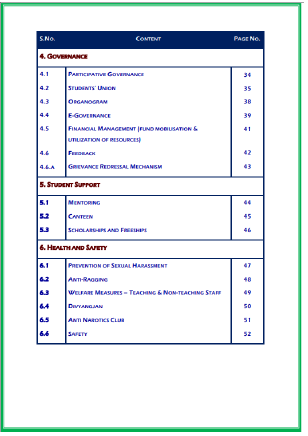 S.No. Content Page No.
4. Governance
4.1 Participative Governance 34
4.2 Students' Union 35
4.3 Organogram 38
4.4 E-Governance 39
4.5 Financial Management (fund mobilisation & 41
utilization of resources)
4.6 Feedback 42
4.6.a Grievance Redressal Mechanism 43
5. Student Support
5.1 Mentoring 44
5.2 Canteen 45
5.3 Scholarships and Freeships 46
6. Health and Safety
6.1 Prevention of Sexual Harassment 47
6.2 Anti-Ragging 48
6.3 Welfare Measures – Teaching & Non-teaching Staff 49
6.4 Divyangjan 50
6.5 Anti Narotics Club 51
6.6 Safety 52